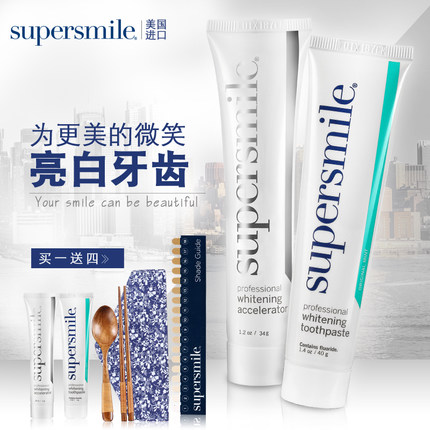 supersmile®
美国
进口
为更美的微笑
亮白牙齿
Your smile can be beautiful
买一送四》
supersmile®
professional
whitening
accelerator
1.2 oz / 34g
supersmile®
professional
whitening
toothpaste
Contains fluoride.
1.4 oz / 40 g
supersmile
supersmile
Shade Guide
supersmile.